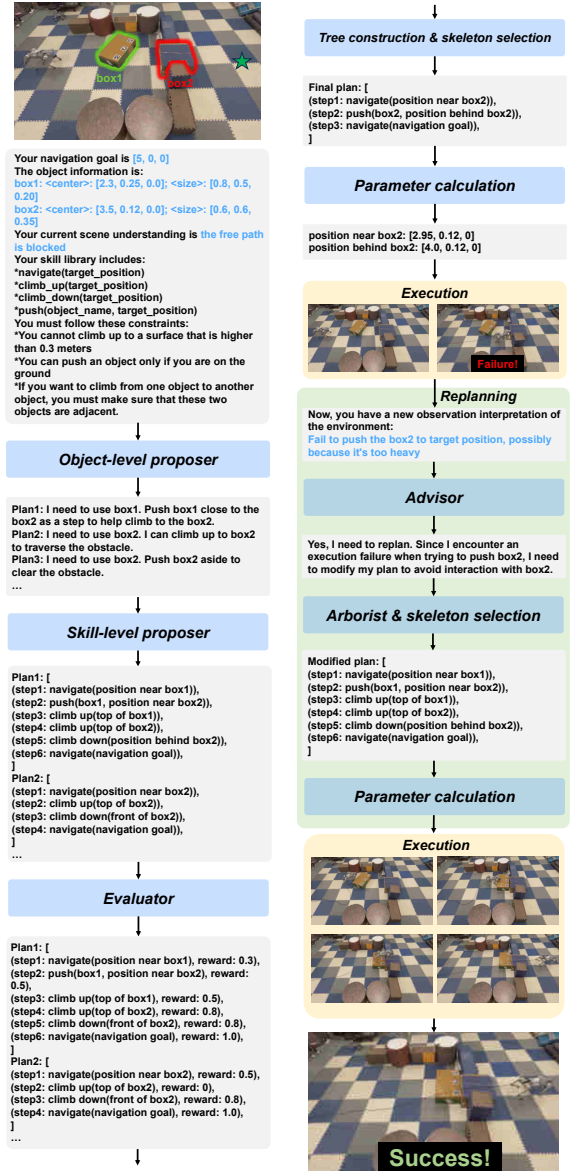 box1
box2
Your navigation goal is [5, 0, 0]
The object information is:
box1: <center>: [2.3, 0.25, 0.0]; <size>: [0.8, 0.5,
0.20]
box2: <center>: [3.5, 0.12, 0.0]; <size>: [0.6, 0.6,
0.35]
Your current scene understanding is the free path
is blocked
Your skill library includes:
*navigate(target_position)
*climb_up(target_position)
*climb_down(target_position)
*push(object_name, target_position)
You must follow these constraints:
*You cannot climb up to a surface that is higher
than 0.3 meters
*You can push an object only if you are on the
ground
*If you want to climb from one object to another
object, you must make sure that these two
objects are adjacent.
Object-level proposer
Plan1: I need to use box1. Push box1 close to the
box2 as a step to help climb to the box2.
Plan2: I need to use box2. I can climb up to box2
to traverse the obstacle.
Plan3: I need to use box2. Push box2 aside to
clear the obstacle.
…
Skill-level proposer
Plan1: [
(step1: navigate(position near box1)),
(step2: push(box1, position near box2)),
(step3: climb up(top of box1)),
(step4: climb up(top of box2)),
(step5: climb down(position behind box2)),
(step6: navigate(navigation goal)),
]
Plan2: [
(step1: navigate(position near box2)),
(step2: climb up(top of box2)),
(step3: climb down(front of box2)),
(step4: navigate(navigation goal)),
]
…
Evaluator
Plan1: [
(step1: navigate(position near box1), reward: 0.3),
(step2: push(box1, position near box2), reward:
0.5),
(step3: climb up(top of box1), reward: 0.5),
(step4: climb up(top of box2), reward: 0.8),
(step5: climb down(front of box2), reward: 0.8),
(step6: navigate(navigation goal), reward: 1.0),
]
Plan2: [
(step1: navigate(position near box2), reward: 0.5),
(step2: climb up(top of box2), reward: 0),
(step3: climb down(front of box2), reward: 0.8),
(step4: navigate(navigation goal), reward: 1.0),
]
…
Tree construction & skeleton selection
Final plan: [
(step1: navigate(position near box2)),
(step2: push(box2, position behind box2)),
(step3: navigate(navigation goal)),
]
Parameter calculation
position near box2: [2.95, 0.12, 0]
position behind box2: [4.0, 0.12, 0]
Execution
Failure!
Replanning
Now, you have a new observation interpretation of
the environment:
Fail to push the box2 to target position, possibly
because it's too heavy
Advisor
Yes, I need to replan. Since I encounter an
execution failure when trying to push box2, I need
to modify my plan to avoid interaction with box2.
Arborist & skeleton selection
Modified plan: [
(step1: navigate(position near box1)),
(step2: push(box1, position near box2)),
(step3: climb up(top of box1)),
(step4: climb up(top of box2)),
(step5: climb down(position behind box2)),
(step6: navigate(navigation goal)),
]
Parameter calculation
Execution
Success!